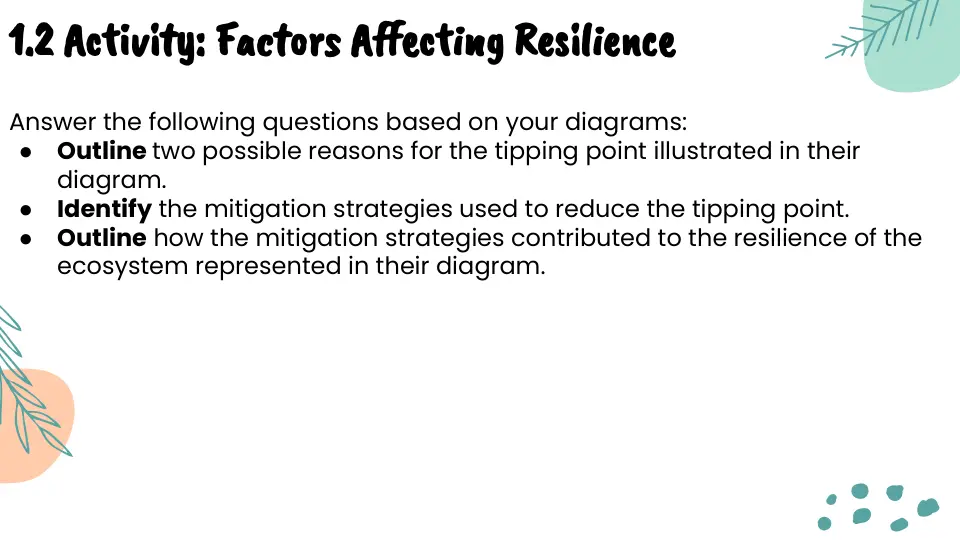 1.2 Activity: Factors Affecting Resilience
Answer the following questions based on your diagrams:
● Outline two possible reasons for the tipping point illustrated in their
diagram.
● Identify the mitigation strategies used to reduce the tipping point.
● Outline how the mitigation strategies contributed to the resilience of the
ecosystem represented in their diagram.